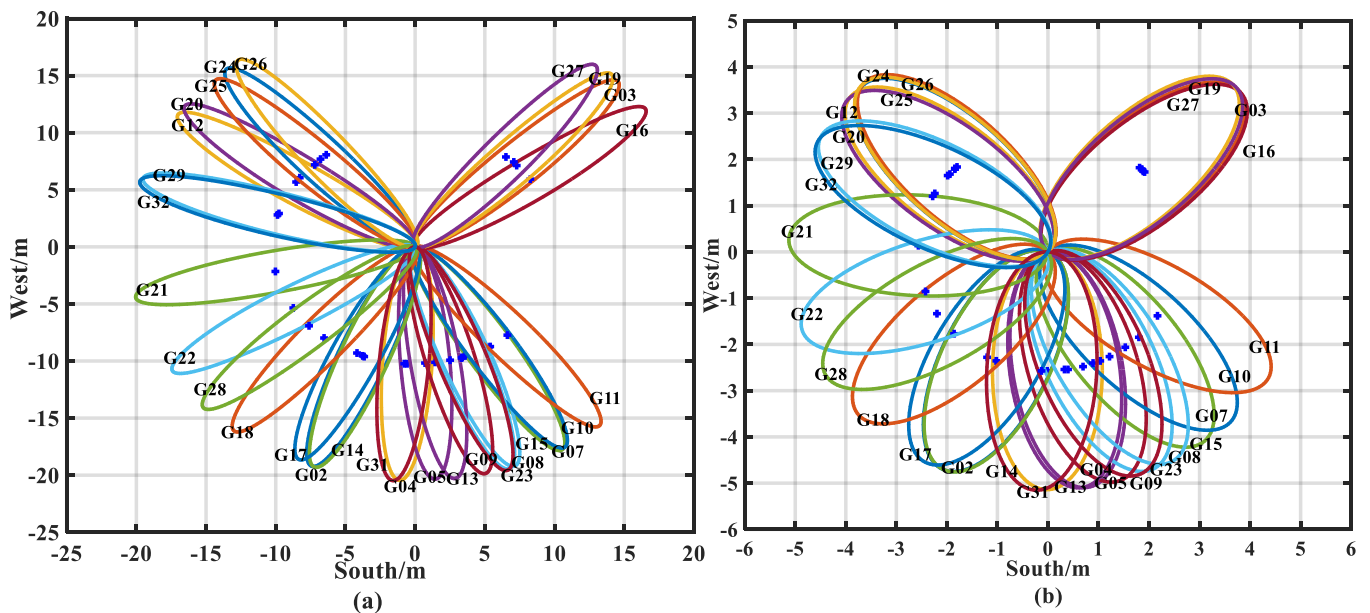 20
15
10
5
0
-5
-10
-15
-20
-25
West/m
-25
-20
-15
-10
-5
0
5
10
15
20
South/m
(a)
G24
G26
G25
G20
G12
G29
G32
G21
G22
G28
G18
G17
G02
G14
G31
G04
G05
G13
G09
G23
G08
G15
G07
G10
G11
G27
G19
G03
G16
5
4
3
2
1
0
-1
-2
-3
-4
-5
-6
West/m
-6
-5
-4
-3
-2
-1
0
1
2
3
4
5
6
South/m
(b)
G24
G26
G25
G12
G20
G29
G32
G21
G22
G28
G18
G17
G02
G14
G31
G13
G04
G05
G09
G23
G08
G15
G07
G10
G11
G19
G27
G03
G16